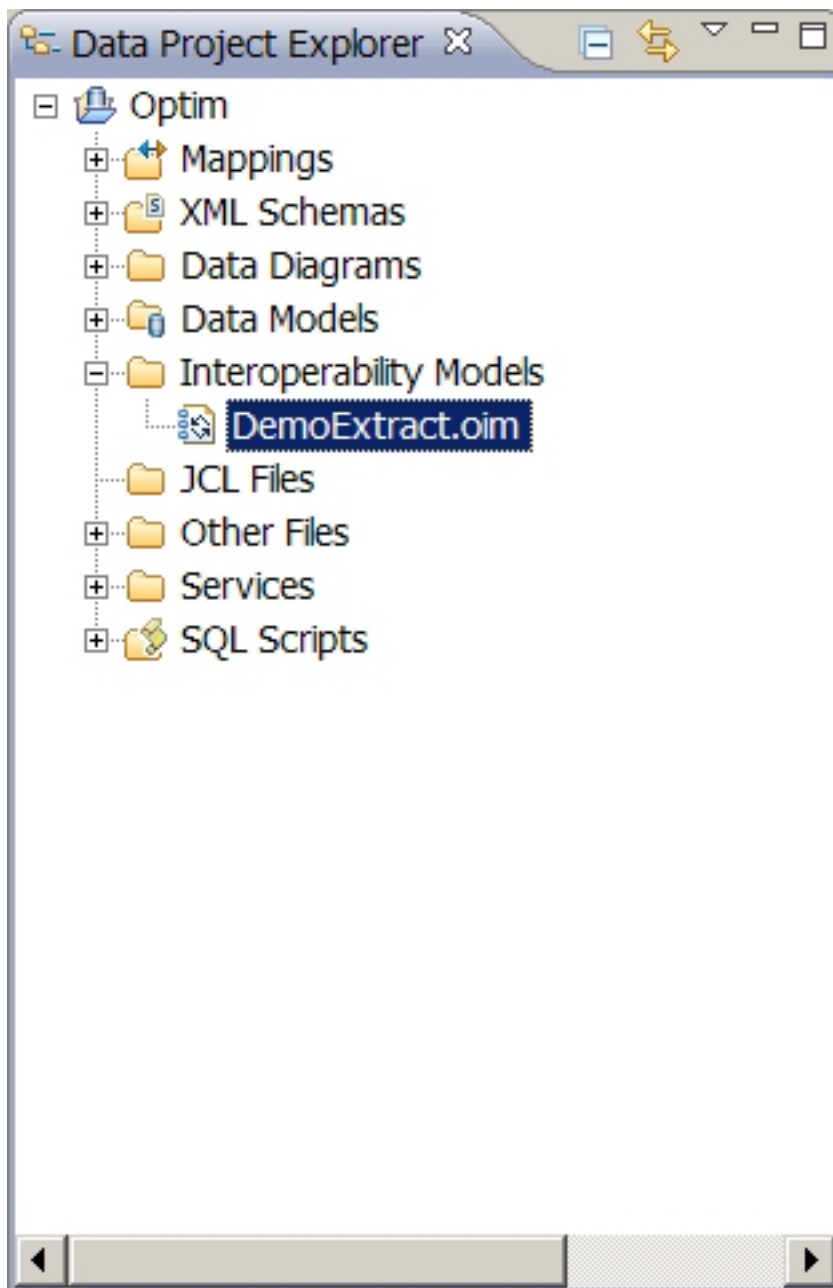 Data Project Explorer
Optim
Mappings
XML Schemas
Data Diagrams
Data Models
Interoperability Models
DemoExtract.oim
JCL Files
Other Files
Services
SQL Scripts